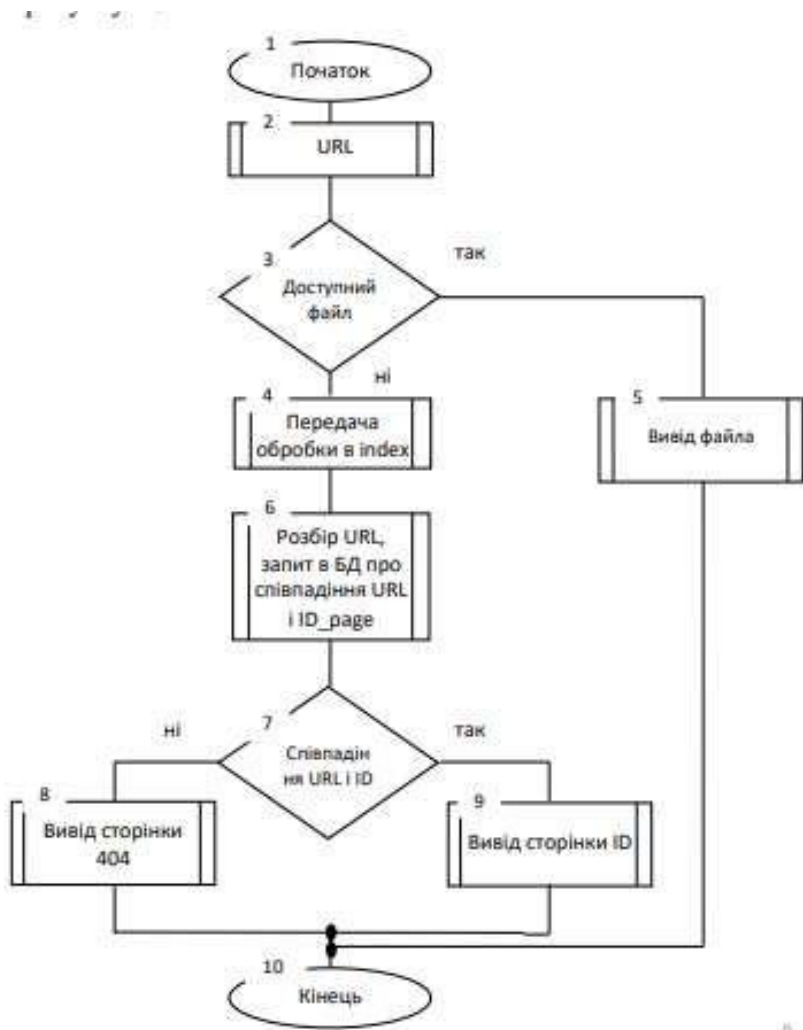 1
Початок
2
URL
3
так
Доступний
файл
ні
4
Передача
обробки в index
5
Вивід файла
6
Розбір URL,
запит в БД про
співпадіння URL
і ID_page
7
ні
так
Співпадін
ня URL і ID
8
Вивід сторінки
404
9
Вивід сторінки ID
10
Кінець